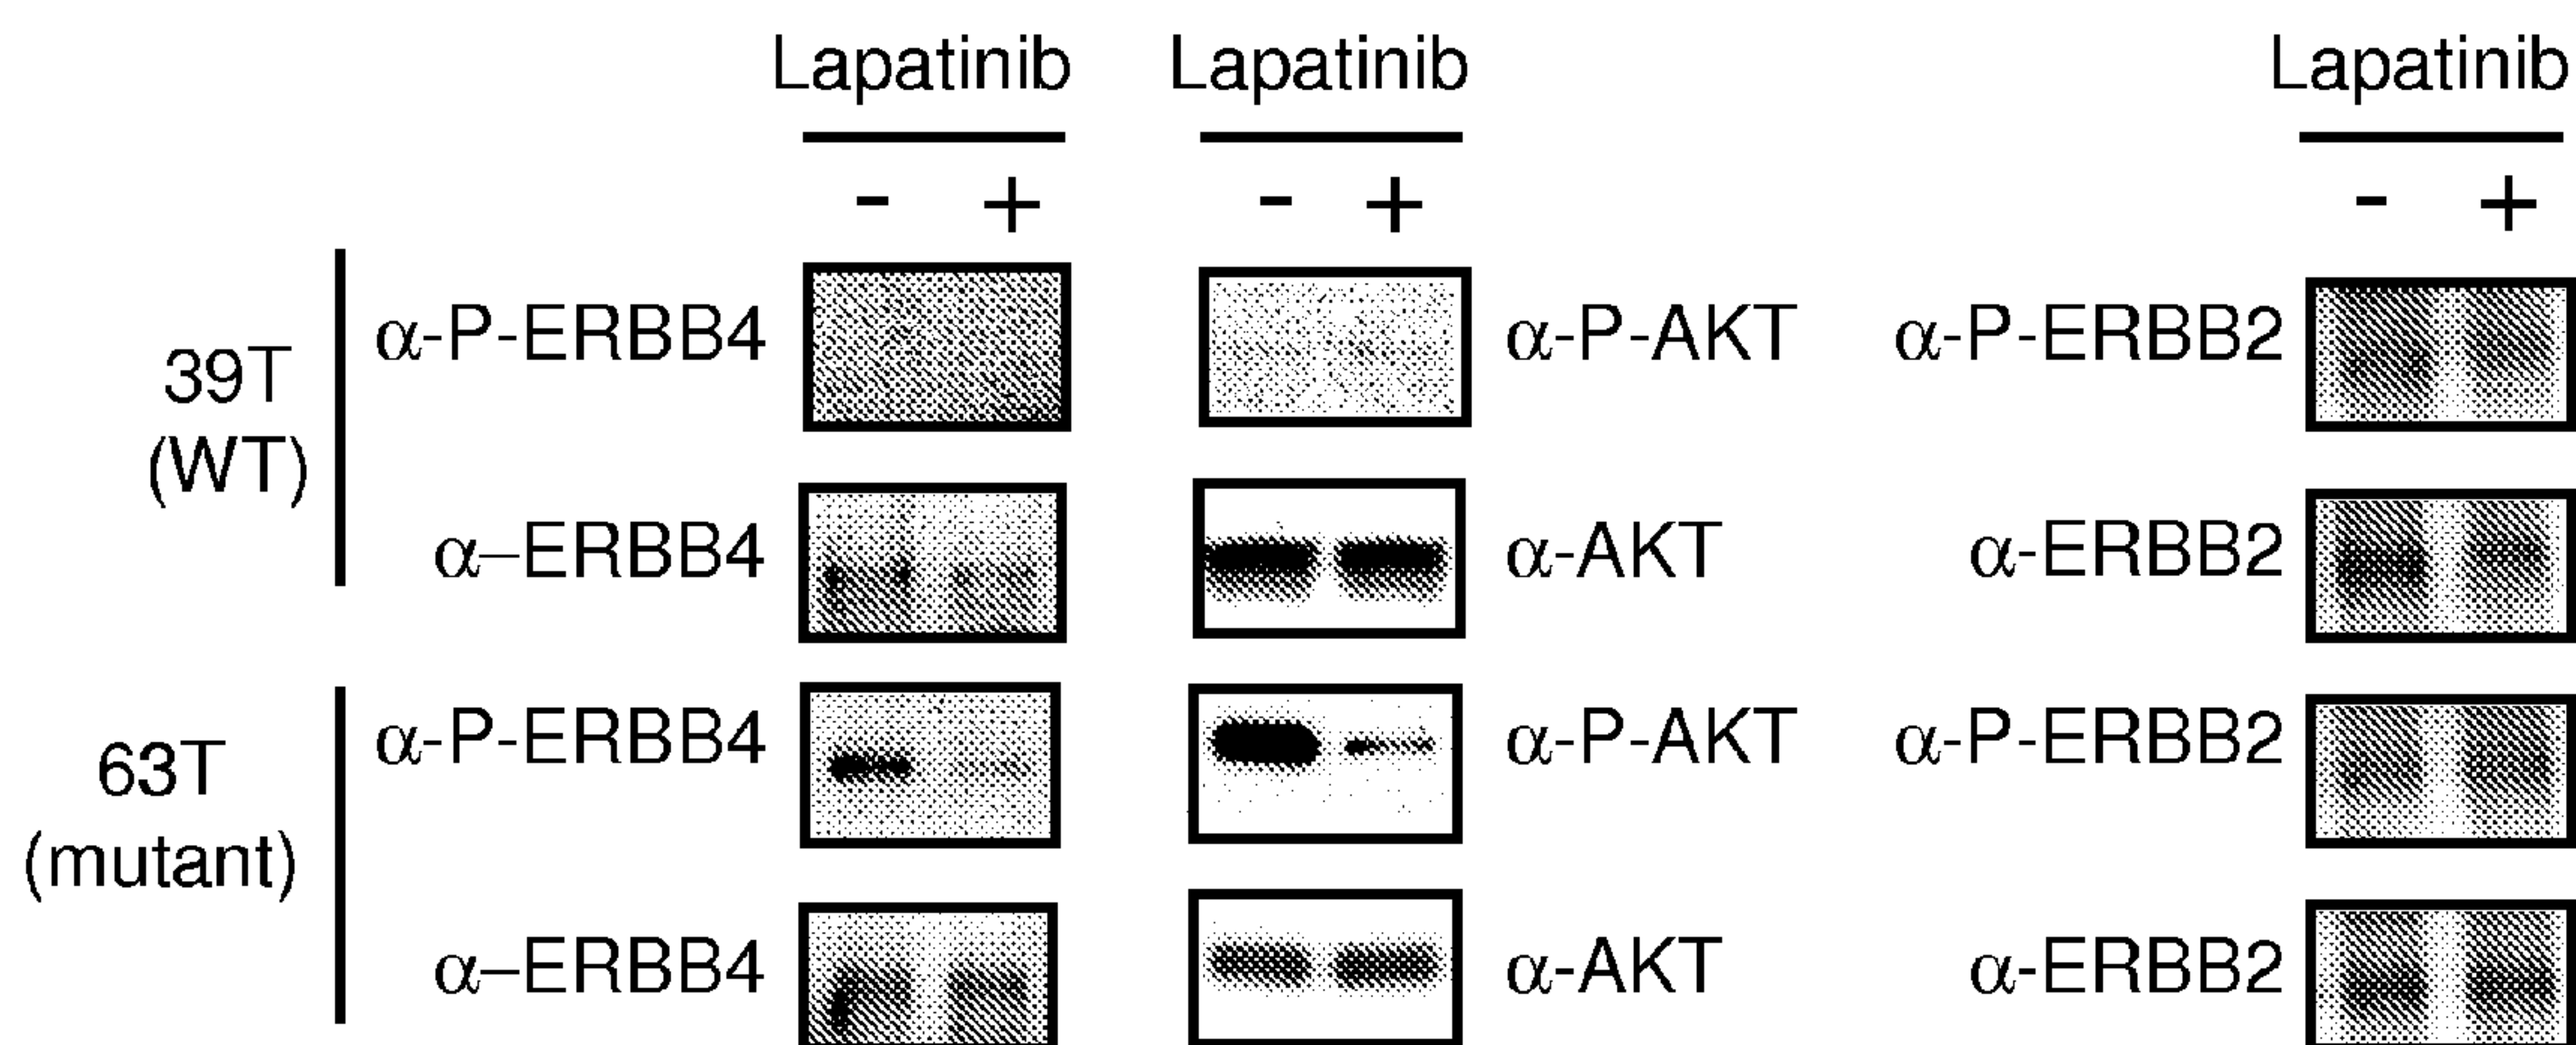 Lapatinib Lapatinib Lapatinib
- + - + - +
39T
(WT)
α-P-ERBB4 α-P-AKT α-P-ERBB2
α–ERBB4 α-AKT α-ERBB2
63T
(mutant)
α-P-ERBB4 α-P-AKT α-P-ERBB2
α–ERBB4 α-AKT α-ERBB2